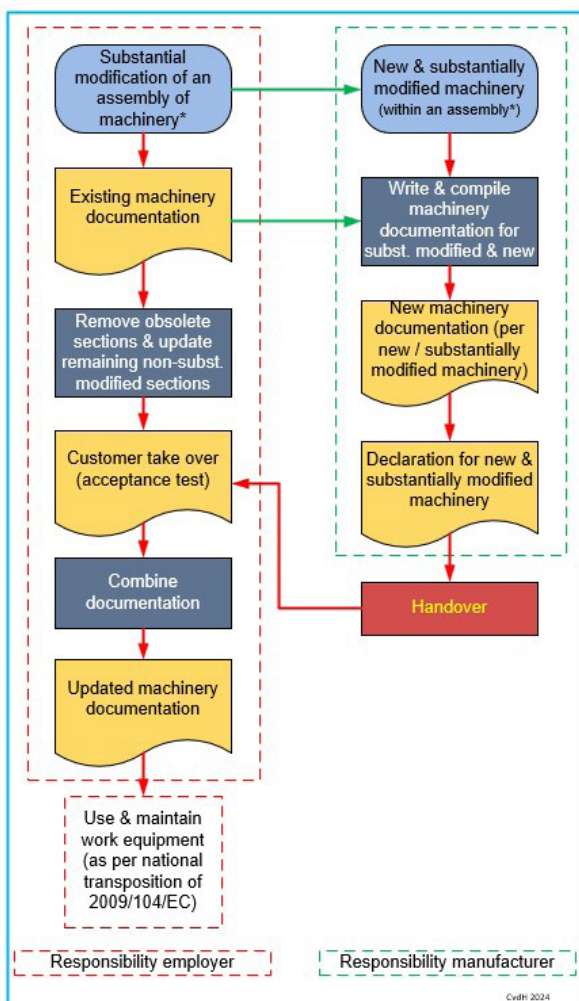 Substantial
modification of an
assembly of
machinery*
New & substantially
modified machinery
(within an assembly*)
Existing machinery
documentation
Write & compile
machinery
documentation for
subst. modified & new
Remove obsolete
sections & update
remaining non-subst.
modified sections
New machinery
documentation (per
new / substantially
modified machinery)
Customer take over
(acceptance test)
Declaration for new &
substantially modified
machinery
Combine
documentation
Handover
Updated machinery
documentation
Use & maintain
work equipment
(as per national
transposition of
2009/104/EC)
Responsibility employer
Responsibility manufacturer
CvdH 2024